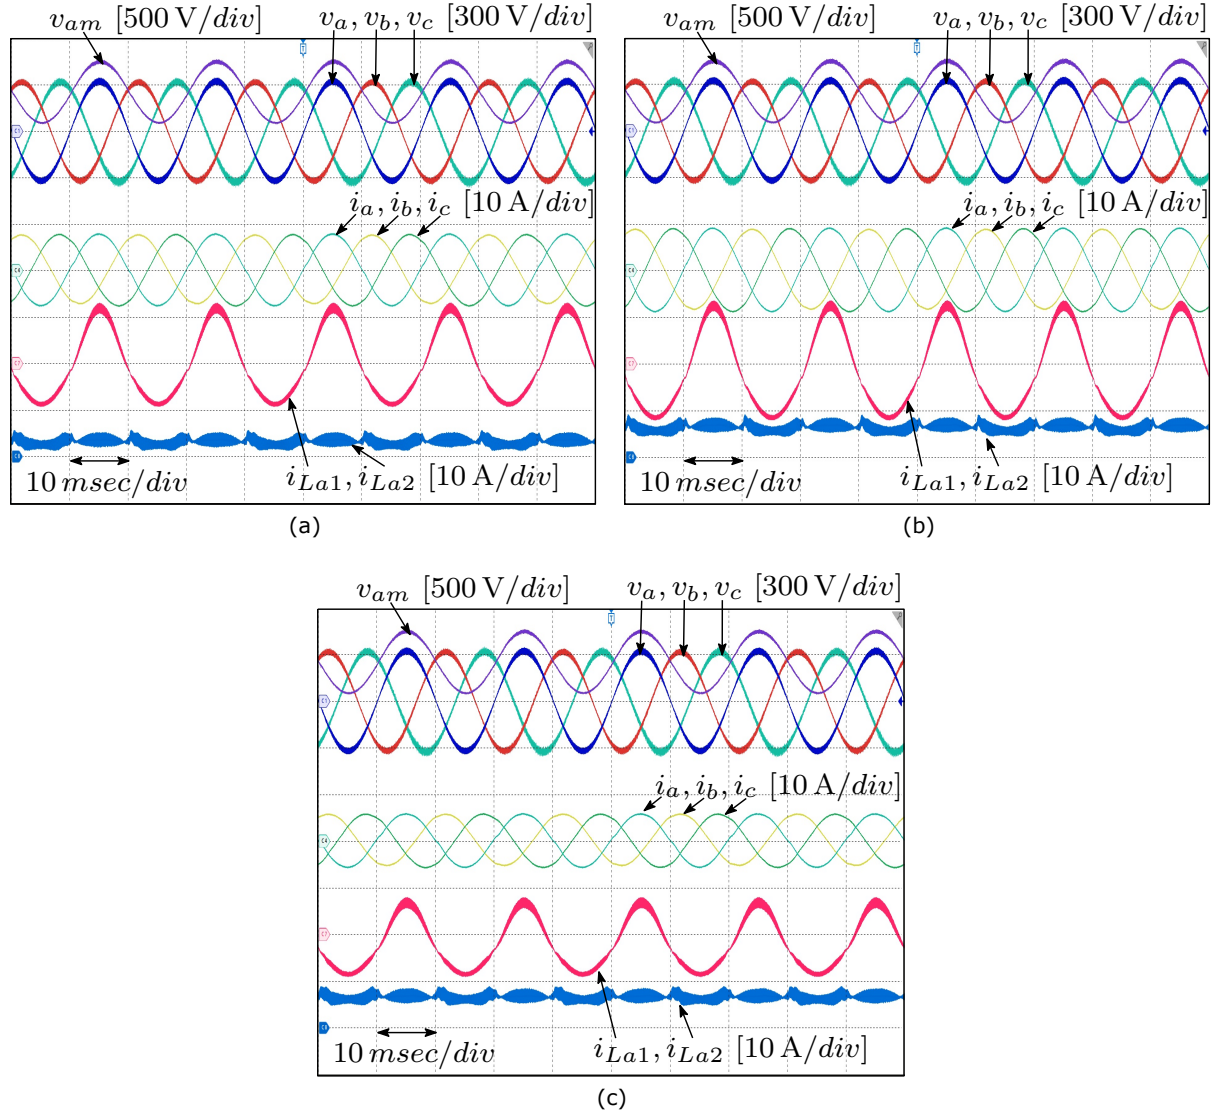 v_am [500 V/div] v_a, v_b, v_c [300 V/div]
i_a, i_b, i_c [10 A/div]
10 msec/div
i_La1, i_La2 [10 A/div]
(a)
v_am [500 V/div] v_a, v_b, v_c [300 V/div]
i_a, i_b, i_c [10 A/div]
10 msec/div
i_La1, i_La2 [10 A/div]
(b)
v_am [500 V/div] v_a, v_b, v_c [300 V/div]
i_a, i_b, i_c [10 A/div]
10 msec/div
i_La1, i_La2 [10 A/div]
(c)